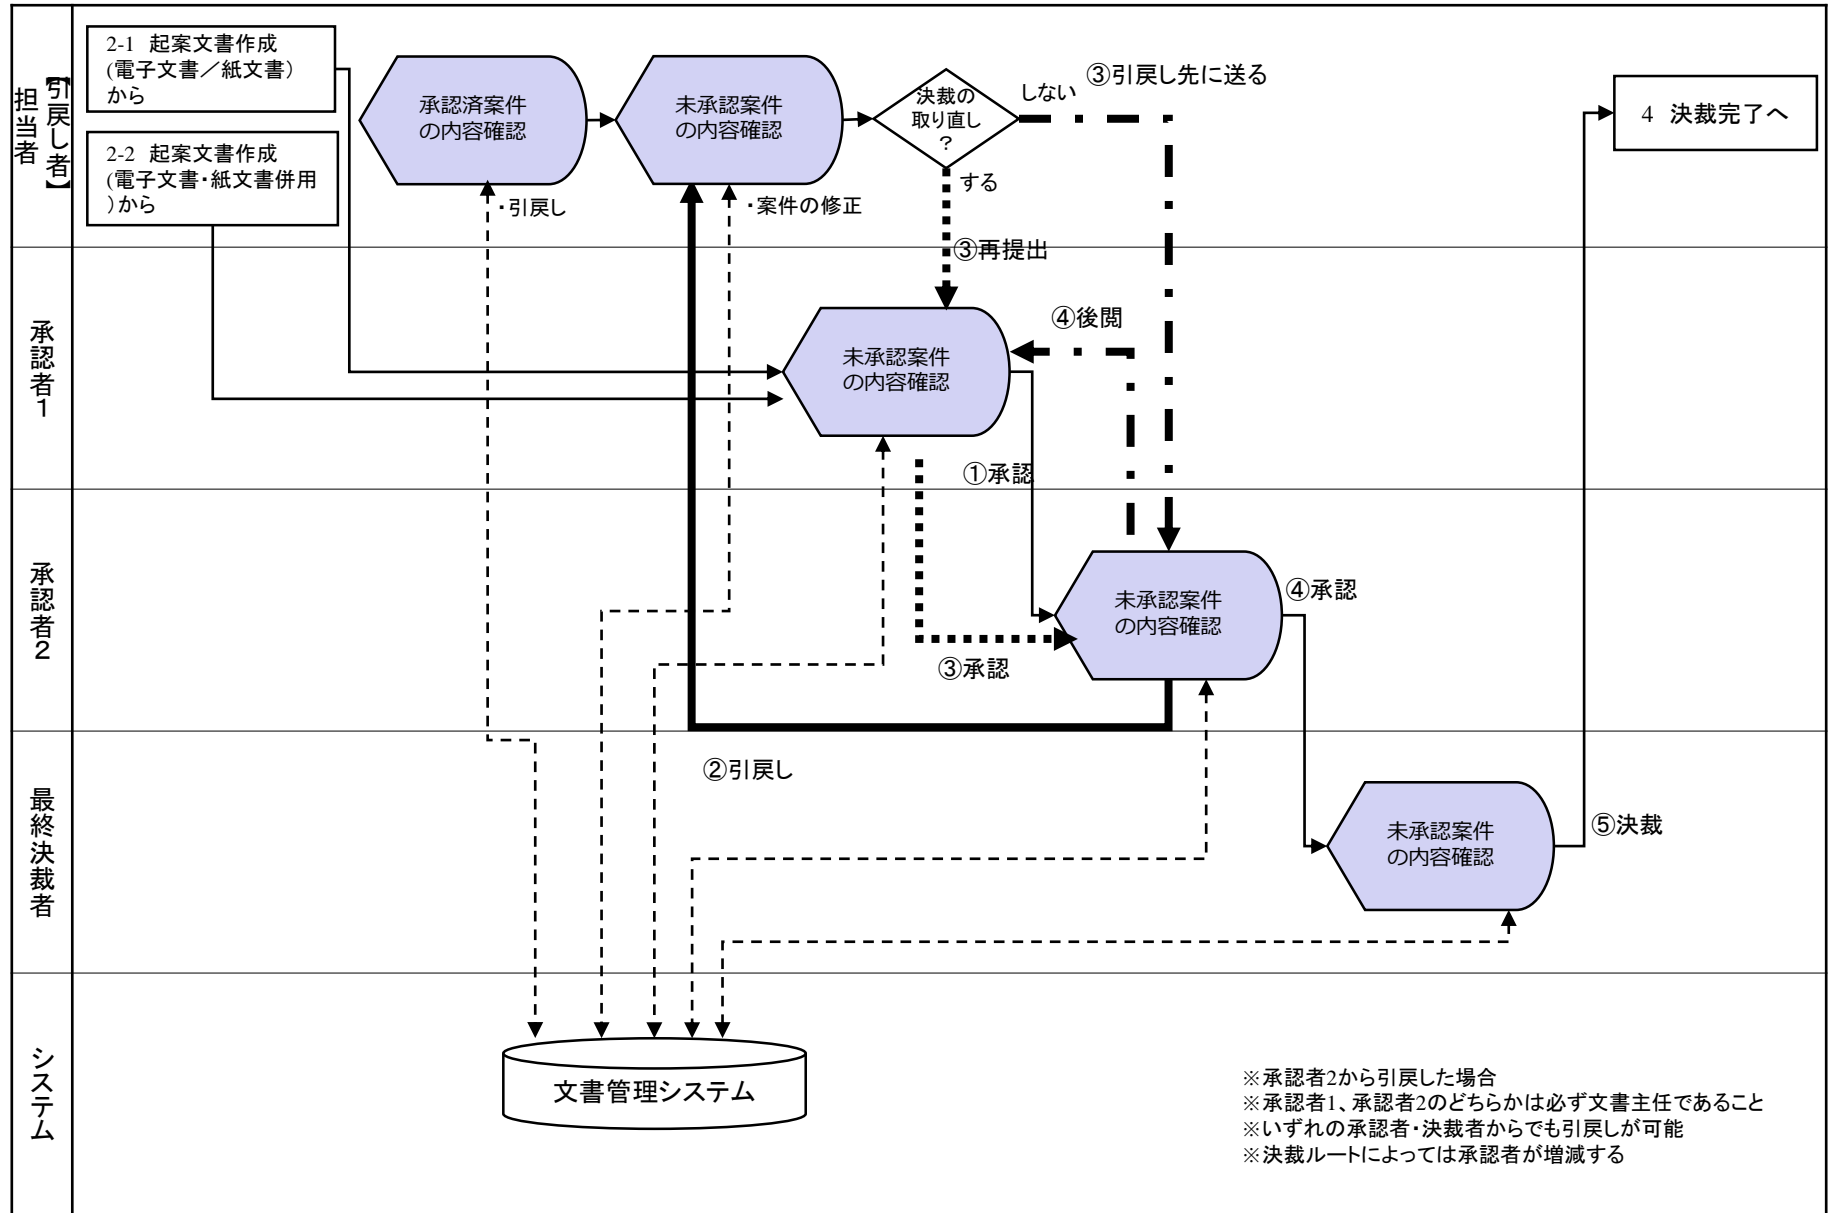 担当者
【引戻し者】
2-1 起案文書作成
(電子文書／紙文書)
から
2-2 起案文書作成
(電子文書・紙文書併用
)から
承認済案件
の内容確認
・引戻し
未承認案件
の内容確認
・案件の修正
決裁の
取り直し
？
しない
③引戻し先に送る
する
③再提出
4 決裁完了へ
承認者1
未承認案件
の内容確認
④後閲
①承認
承認者2
③承認
未承認案件
の内容確認
④承認
②引戻し
最終決裁者
未承認案件
の内容確認
⑤決裁
システム
文書管理システム
※承認者2から引戻した場合
※承認者1、承認者2のどちらかは必ず文書主任であること
※いずれの承認者・決裁者からでも引戻しが可能
※決裁ルートによっては承認者が増減する